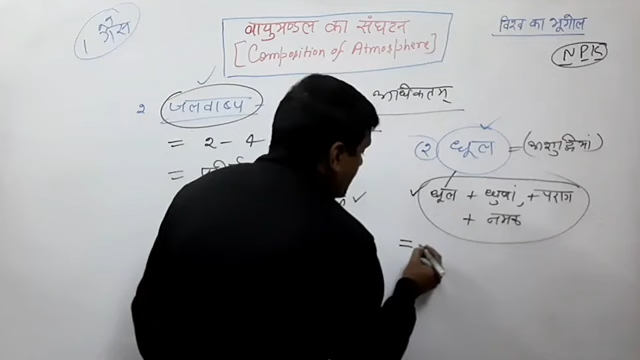 वायुमण्डल का संघटन
[Composition of Atmosphere]
विश्व का भूगोल
NPK
1. गैस
2. जलवाष्प -
अधिकतम्
= 2 - 4
=
(2) धूल = (अशुद्धियां)
धूल + धुआं + पराग
+ नमक
=